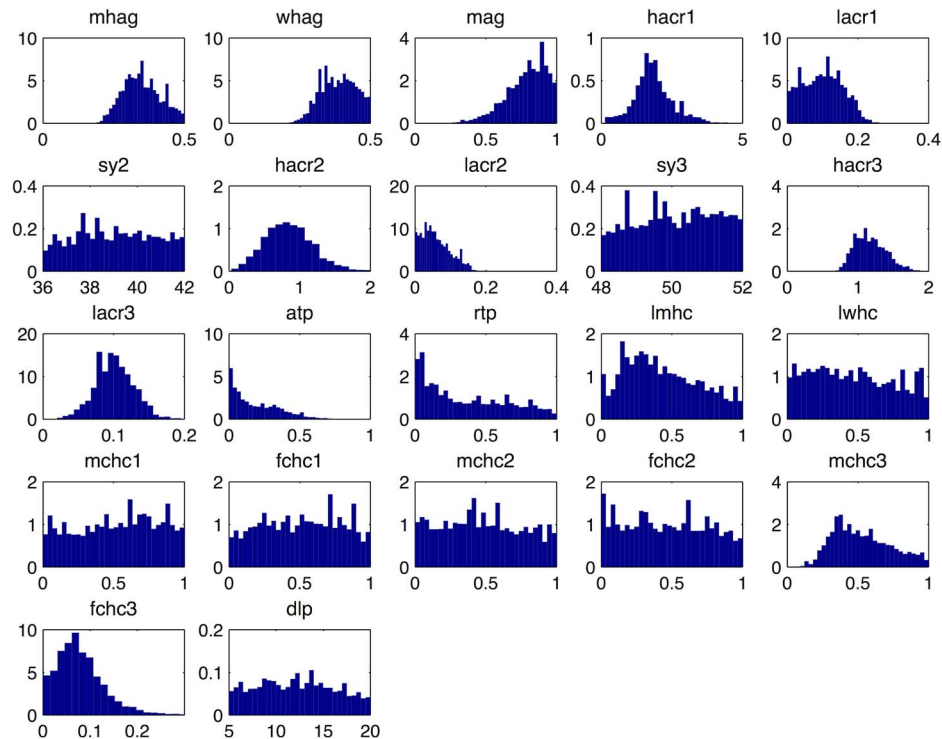 mhag whag mag hacr1 lacr1
10 10 4 1 10
5 5 2 0.5 5
0 0 0 0 0
0 0.5 0 0.5 0 0.5 1 0 5 0 0.2 0.4
sy2 hacr2 lacr2 sy3 hacr3
0.4 2 20 0.4 4
0.2 1 10 0.2 2
0 0 0 0 0
36 38 40 42 0 1 2 0 0.2 0.4 48 50 52 0 1 2
lacr3 atp rtp lmhc lwhc
20 10 4 2 2
10 5 2 1 1
0 0 0 0 0
0 0.1 0.2 0 0.5 1 0 0.5 1 0 0.5 1 0 0.5 1
mchc1 fchc1 mchc2 fchc2 mchc3
2 2 2 2 4
1 1 1 1 2
0 0 0 0 0
0 0.5 1 0 0.5 1 0 0.5 1 0 0.5 1 0 0.5 1
fchc3 dlp
10 0.2
5 0.1
0 0
0 0.1 0.2 5 10 15 20